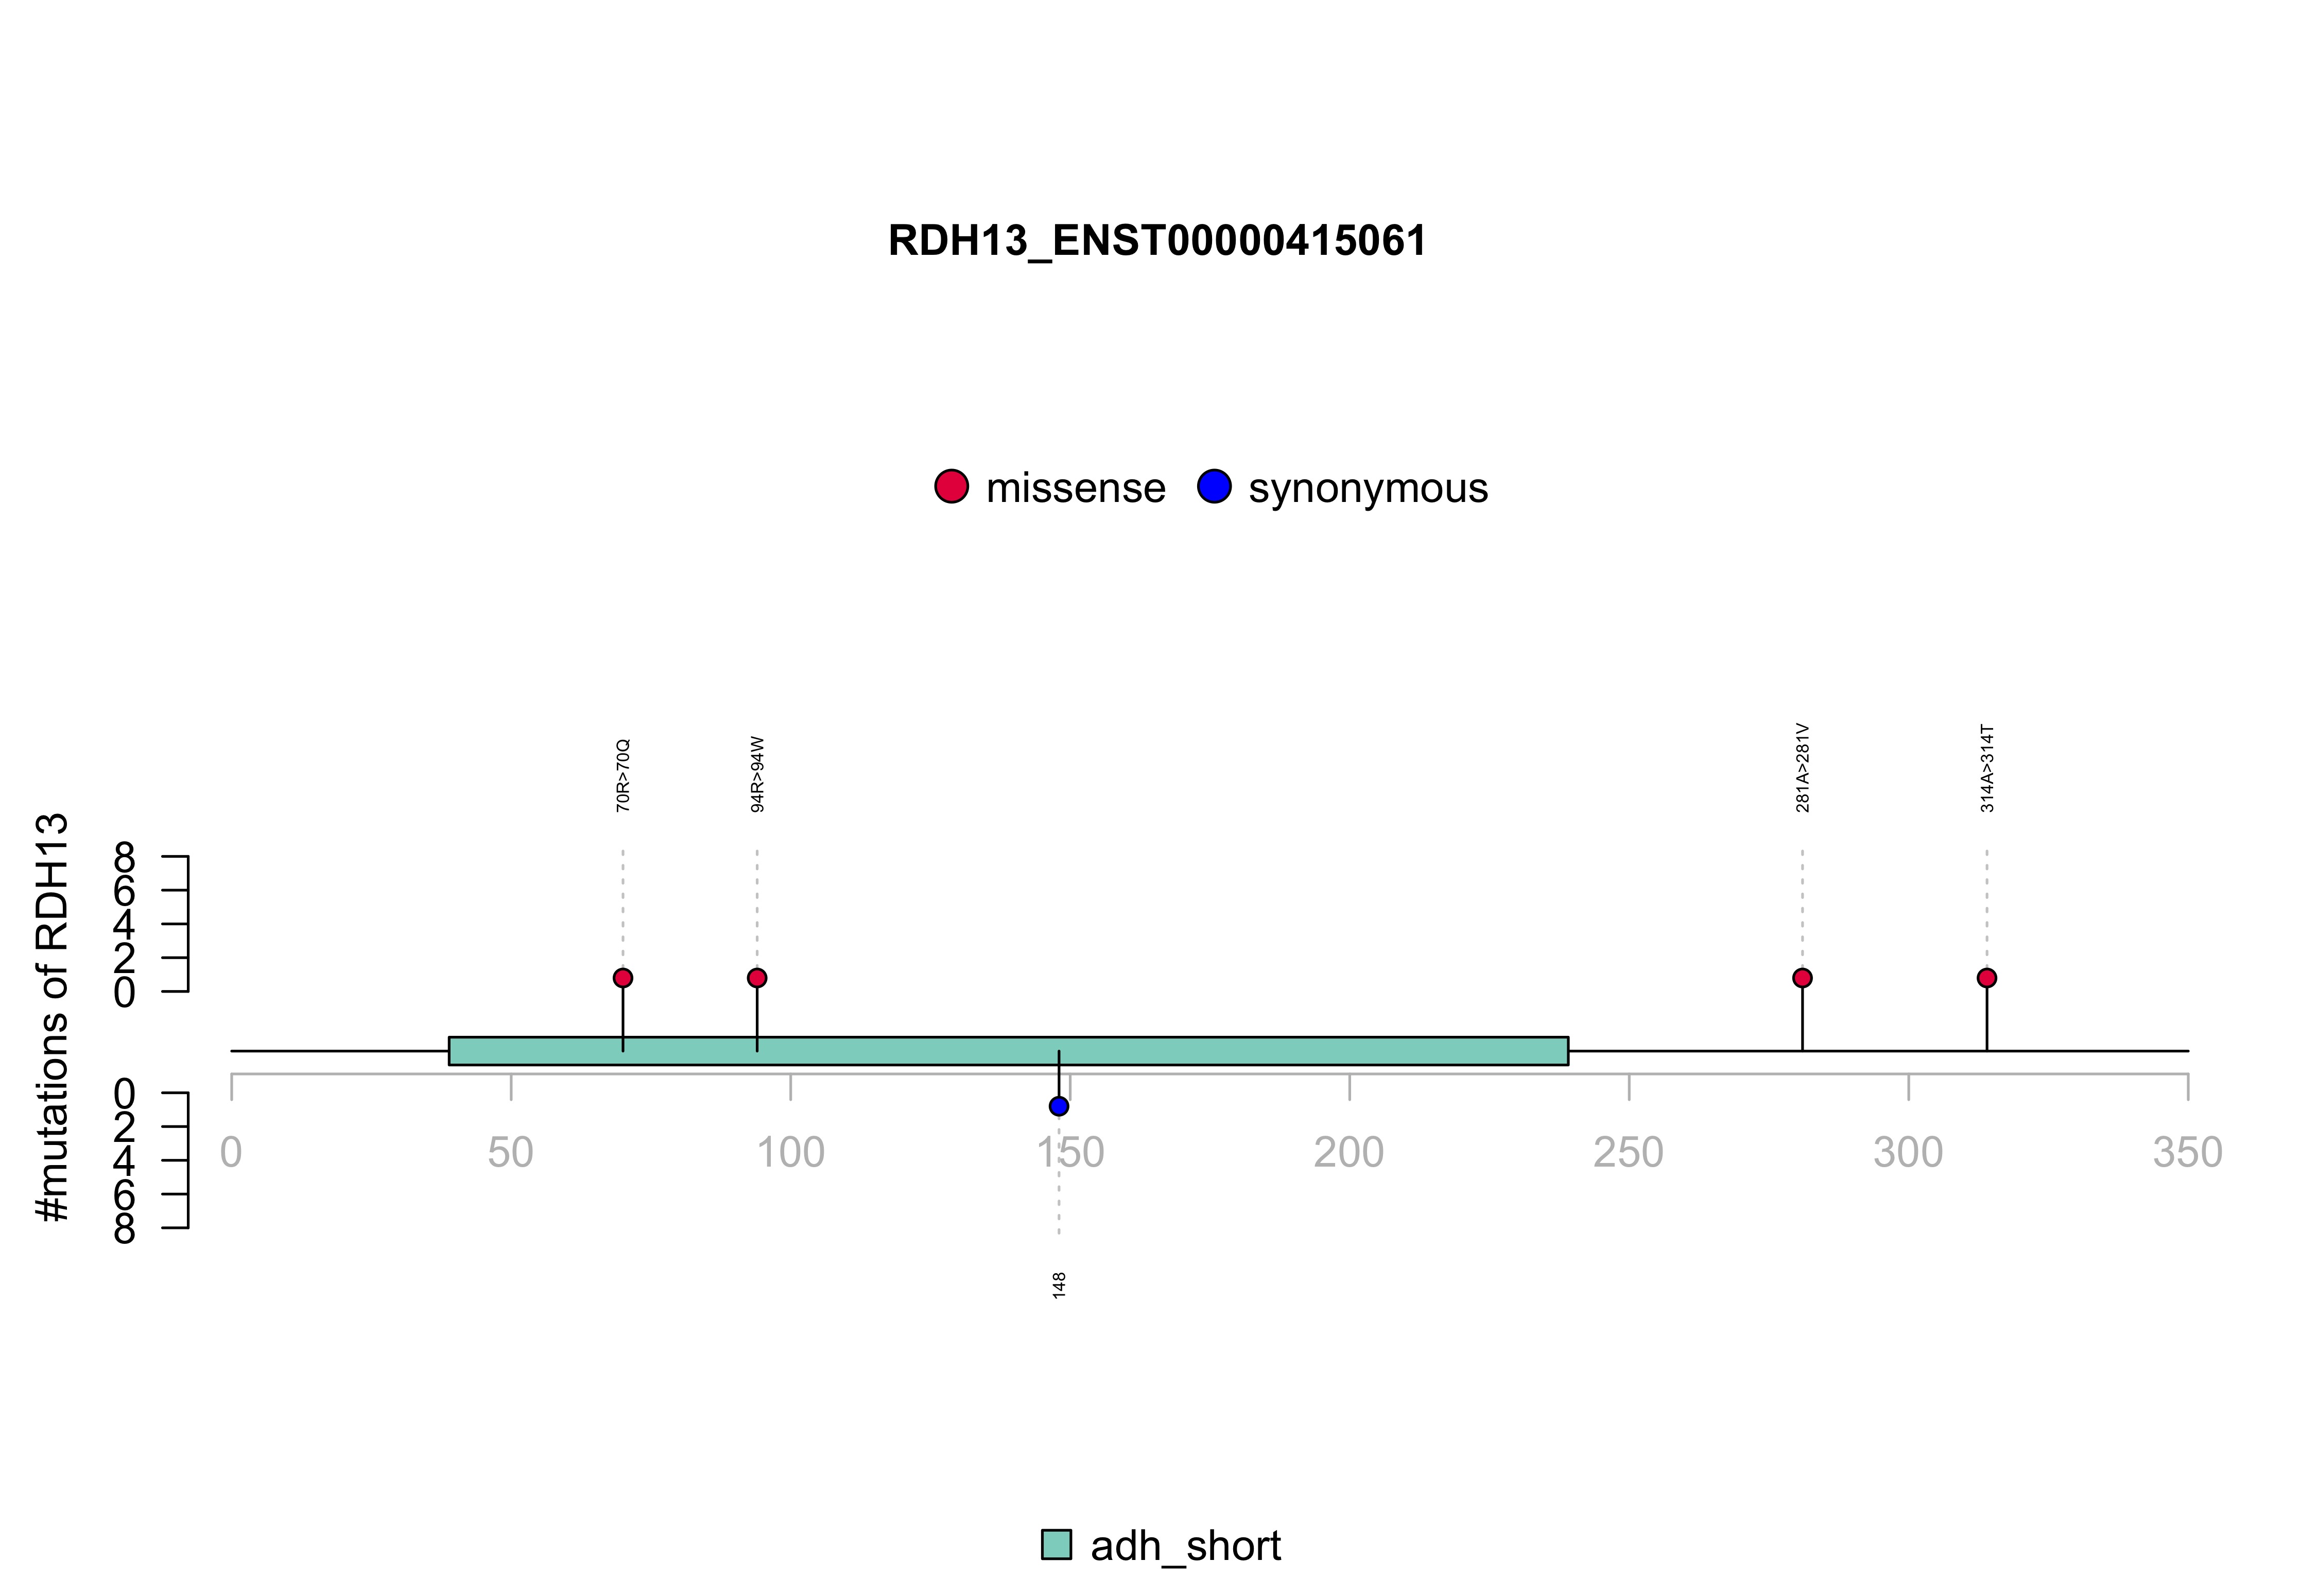 RDH13_ENST00000415061
missense synonymous
70R>70Q
94R>94W
281A>281V
314A>314T
#mutations of RDH13
8
6
4
2
0
0
2
4
6
8
0 50 100 150 200 250 300 350
148
adh_short